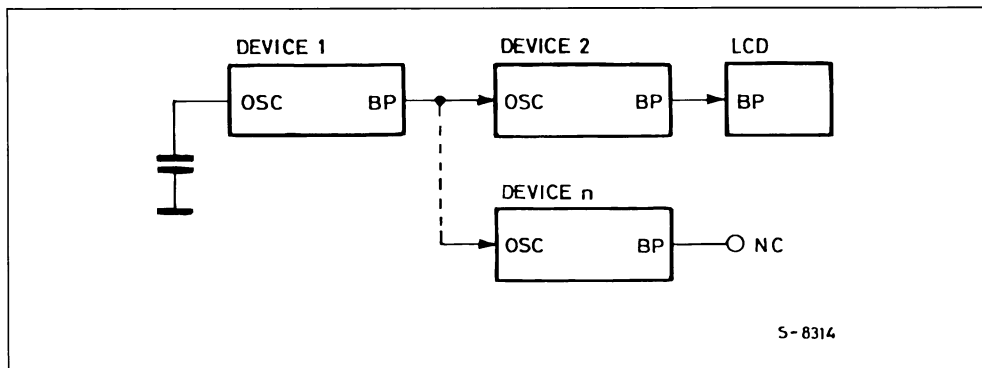 DEVICE 1
DEVICE 2
LCD
OSC
BP
OSC
BP
BP
DEVICE n
OSC
BP
NC
S-8314